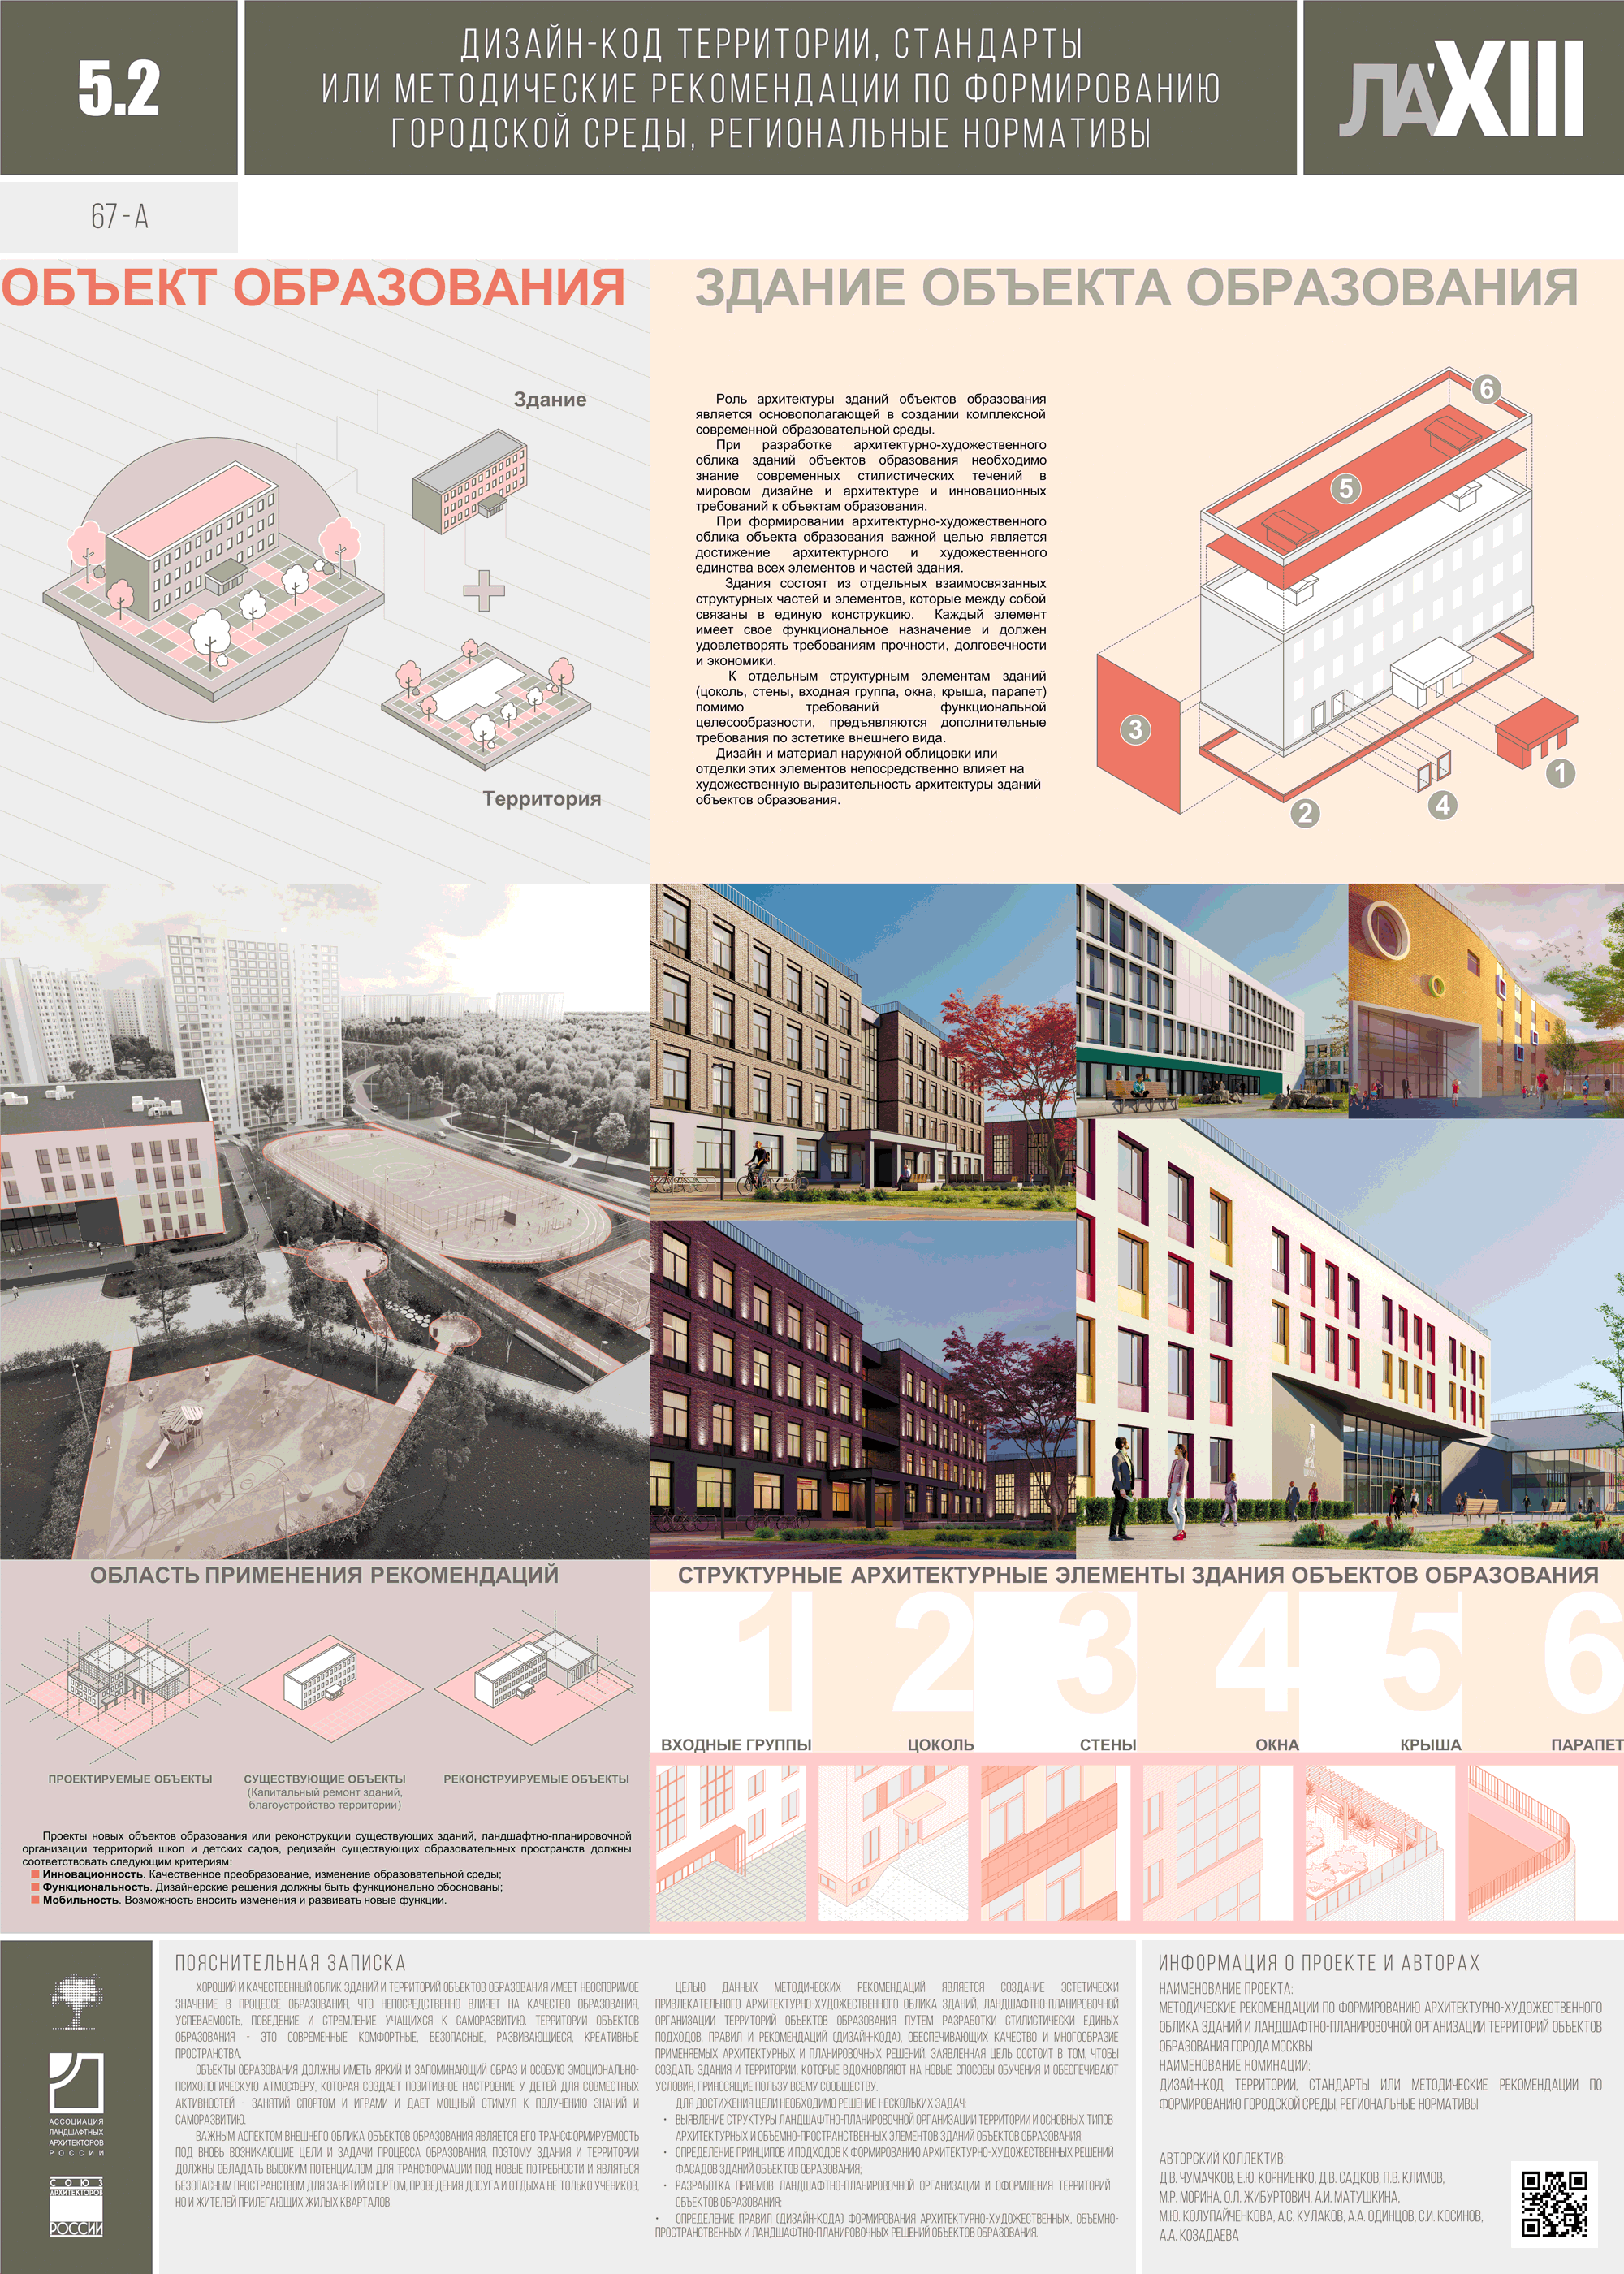 5.2
ДИЗАЙН-КОД ТЕРРИТОРИИ, СТАНДАРТЫ
ИЛИ МЕТОДИЧЕСКИЕ РЕКОМЕНДАЦИИ ПО ФОРМИРОВАНИЮ
ГОРОДСКОЙ СРЕДЫ, РЕГИОНАЛЬНЫЕ НОРМАТИВЫ
ЛА'XIII
67-А
ОБЪЕКТ ОБРАЗОВАНИЯ
Здание
Территория
ЗДАНИЕ ОБЪЕКТА ОБРАЗОВАНИЯ
Роль архитектуры зданий объектов образования
является основополагающей в создании комплексной
современной образовательной среды.
При разработке архитектурно-художественного
облика зданий объектов образования необходимо
знание современных стилистических течений в
мировом дизайне и архитектуре и инновационных
требований к объектам образования.
При формировании архитектурно-художественного
облика объекта образования важной целью является
достижение архитектурного и художественного
единства всех элементов и частей здания.
Здания состоят из отдельных взаимосвязанных
структурных частей и элементов, которые между собой
связаны в единую конструкцию. Каждый элемент
имеет свое функциональное назначение и должен
удовлетворять требованиям прочности, долговечности
и экономики.
К отдельным структурным элементам зданий
(цоколь, стены, входная группа, окна, крыша, парапет)
помимо требований функциональной
целесообразности, предъявляются дополнительные
требования по эстетике внешнего вида.
Дизайн и материал наружной облицовки или
отделки этих элементов непосредственно влияет на
художественную выразительность архитектуры зданий
объектов образования.
6
5
3
1
4
2
ОБЛАСТЬ ПРИМЕНЕНИЯ РЕКОМЕНДАЦИЙ
ПРОЕКТИРУЕМЫЕ ОБЪЕКТЫ
СУЩЕСТВУЮЩИЕ ОБЪЕКТЫ
(Капитальный ремонт зданий,
благоустройство территории)
РЕКОНСТРУИРУЕМЫЕ ОБЪЕКТЫ
Проекты новых объектов образования или реконструкции существующих зданий, ландшафтно-планировочной
организации территорий школ и детских садов, редизайн существующих образовательных пространств должны
соответствовать следующим критериям:
Инновационность. Качественное преобразование, изменение образовательной среды;
Функциональность. Дизайнерские решения должны быть функционально обоснованы;
Мобильность. Возможность вносить изменения и развивать новые функции.
СТРУКТУРНЫЕ АРХИТЕКТУРНЫЕ ЭЛЕМЕНТЫ ЗДАНИЯ ОБЪЕКТОВ ОБРАЗОВАНИЯ
1 2 3 4 5 6
ВХОДНЫЕ ГРУППЫ ЦОКОЛЬ СТЕНЫ ОКНА КРЫША ПАРАПЕТ
АССОЦИАЦИЯ
ЛАНДШАФТНЫХ
АРХИТЕКТОРОВ
РОССИИ
СОЮЗ
АРХИТЕКТОРОВ
РОССИИ
ПОЯСНИТЕЛЬНАЯ ЗАПИСКА
ХОРОШИЙ И КАЧЕСТВЕННЫЙ ОБЛИК ЗДАНИЙ И ТЕРРИТОРИЙ ОБЪЕКТОВ ОБРАЗОВАНИЯ ИМЕЕТ НЕОСПОРИМОЕ
ЗНАЧЕНИЕ В ПРОЦЕССЕ ОБРАЗОВАНИЯ, ЧТО НЕПОСРЕДСТВЕННО ВЛИЯЕТ НА КАЧЕСТВО ОБРАЗОВАНИЯ,
УСПЕВАЕМОСТЬ, ПОВЕДЕНИЕ И СТРЕМЛЕНИЕ УЧАЩИХСЯ К САМОРАЗВИТИЮ. ТЕРРИТОРИИ ОБЪЕКТОВ
ОБРАЗОВАНИЯ - ЭТО СОВРЕМЕННЫЕ КОМФОРТНЫЕ, БЕЗОПАСНЫЕ, РАЗВИВАЮЩИЕСЯ, КРЕАТИВНЫЕ
ПРОСТРАНСТВА.
ОБЪЕКТЫ ОБРАЗОВАНИЯ ДОЛЖНЫ ИМЕТЬ ЯРКИЙ И ЗАПОМИНАЮЩИЙ ОБРАЗ И ОСОБУЮ ЭМОЦИОНАЛЬНО-
ПСИХОЛОГИЧЕСКУЮ АТМОСФЕРУ, КОТОРАЯ СОЗДАЕТ ПОЗИТИВНОЕ НАСТРОЕНИЕ У ДЕТЕЙ ДЛЯ СОВМЕСТНЫХ
АКТИВНОСТЕЙ - ЗАНЯТИЙ СПОРТОМ И ИГРАМИ И ДАЕТ МОЩНЫЙ СТИМУЛ К ПОЛУЧЕНИЮ ЗНАНИЙ И
САМОРАЗВИТИЮ.
ВАЖНЫМ АСПЕКТОМ ВНЕШНЕГО ОБЛИКА ОБЪЕКТОВ ОБРАЗОВАНИЯ ЯВЛЯЕТСЯ ЕГО ТРАНСФОРМИРУЕМОСТЬ
ПОД ВНОВЬ ВОЗНИКАЮЩИЕ ЦЕЛИ И ЗАДАЧИ ПРОЦЕССА ОБРАЗОВАНИЯ, ПОЭТОМУ ЗДАНИЯ И ТЕРРИТОРИИ
ДОЛЖНЫ ОБЛАДАТЬ ВЫСОКИМ ПОТЕНЦИАЛОМ ДЛЯ ТРАНСФОРМАЦИИ ПОД НОВЫЕ ПОТРЕБНОСТИ И ЯВЛЯТЬСЯ
БЕЗОПАСНЫМ ПРОСТРАНСТВОМ ДЛЯ ЗАНЯТИЙ СПОРТОМ, ПРОВЕДЕНИЯ ДОСУГА И ОТДЫХА НЕ ТОЛЬКО УЧЕНИКОВ,
НО И ЖИТЕЛЕЙ ПРИЛЕГАЮЩИХ ЖИЛЫХ КВАРТАЛОВ.
ЦЕЛЬЮ ДАННЫХ МЕТОДИЧЕСКИХ РЕКОМЕНДАЦИЙ ЯВЛЯЕТСЯ СОЗДАНИЕ ЭСТЕТИЧЕСКИ
ПРИВЛЕКАТЕЛЬНОГО АРХИТЕКТУРНО-ХУДОЖЕСТВЕННОГО ОБЛИКА ЗДАНИЙ, ЛАНДШАФТНО-ПЛАНИРОВОЧНОЙ
ОРГАНИЗАЦИИ ТЕРРИТОРИЙ ОБЪЕКТОВ ОБРАЗОВАНИЯ ПУТЕМ РАЗРАБОТКИ СТИЛИСТИЧЕСКИ ЕДИНЫХ
ПОДХОДОВ, ПРАВИЛ И РЕКОМЕНДАЦИЙ (ДИЗАЙН-КОДА), ОБЕСПЕЧИВАЮЩИХ КАЧЕСТВО И МНОГООБРАЗИЕ
ПРИМЕНЯЕМЫХ АРХИТЕКТУРНЫХ И ПЛАНИРОВОЧНЫХ РЕШЕНИЙ. ЗАЯВЛЕННАЯ ЦЕЛЬ СОСТОИТ В ТОМ, ЧТОБЫ
СОЗДАТЬ ЗДАНИЯ И ТЕРРИТОРИИ, КОТОРЫЕ ВДОХНОВЛЯЮТ НА НОВЫЕ СПОСОБЫ ОБУЧЕНИЯ И ОБЕСПЕЧИВАЮТ
УСЛОВИЯ, ПРИНОСЯЩИЕ ПОЛЬЗУ ВСЕМУ СООБЩЕСТВУ.
ДЛЯ ДОСТИЖЕНИЯ ЦЕЛИ НЕОБХОДИМО РЕШЕНИЕ НЕСКОЛЬКИХ ЗАДАЧ:
• ВЫЯВЛЕНИЕ СТРУКТУРЫ ЛАНДШАФТНО-ПЛАНИРОВОЧНОЙ ОРГАНИЗАЦИИ ТЕРРИТОРИИ И ОСНОВНЫХ ТИПОВ
АРХИТЕКТУРНЫХ И ОБЪЕМНО-ПРОСТРАНСТВЕННЫХ ЭЛЕМЕНТОВ ЗДАНИЙ ОБЪЕКТОВ ОБРАЗОВАНИЯ;
• ОПРЕДЕЛЕНИЕ ПРИНЦИПОВ И ПОДХОДОВ К ФОРМИРОВАНИЮ АРХИТЕКТУРНО-ХУДОЖЕСТВЕННЫХ РЕШЕНИЙ
ФАСАДОВ ЗДАНИЙ ОБЪЕКТОВ ОБРАЗОВАНИЯ;
• РАЗРАБОТКА ПРИЕМОВ ЛАНДШАФТНО-ПЛАНИРОВОЧНОЙ ОРГАНИЗАЦИИ И ОФОРМЛЕНИЯ ТЕРРИТОРИЙ
ОБЪЕКТОВ ОБРАЗОВАНИЯ;
• ОПРЕДЕЛЕНИЕ ПРАВИЛ (ДИЗАЙН-КОДА) ФОРМИРОВАНИЯ АРХИТЕКТУРНО-ХУДОЖЕСТВЕННЫХ, ОБЪЕМНО-
ПРОСТРАНСТВЕННЫХ И ЛАНДШАФТНО-ПЛАНИРОВОЧНЫХ РЕШЕНИЙ ОБЪЕКТОВ ОБРАЗОВАНИЯ.
ИНФОРМАЦИЯ О ПРОЕКТЕ И АВТОРАХ
НАИМЕНОВАНИЕ ПРОЕКТА:
МЕТОДИЧЕСКИЕ РЕКОМЕНДАЦИИ ПО ФОРМИРОВАНИЮ АРХИТЕКТУРНО-ХУДОЖЕСТВЕННОГО
ОБЛИКА ЗДАНИЙ И ЛАНДШАФТНО-ПЛАНИРОВОЧНОЙ ОРГАНИЗАЦИИ ТЕРРИТОРИЙ ОБЪЕКТОВ
ОБРАЗОВАНИЯ ГОРОДА МОСКВЫ
НАИМЕНОВАНИЕ НОМИНАЦИИ:
ДИЗАЙН-КОД ТЕРРИТОРИИ, СТАНДАРТЫ ИЛИ МЕТОДИЧЕСКИЕ РЕКОМЕНДАЦИИ ПО
ФОРМИРОВАНИЮ ГОРОДСКОЙ СРЕДЫ, РЕГИОНАЛЬНЫЕ НОРМАТИВЫ
АВТОРСКИЙ КОЛЛЕКТИВ:
Д.В. ЧУМАЧКОВ, Е.Ю. КОРНИЕНКО, Д.В. САДКОВ, П.В. КЛИМОВ,
М.Р. МОРИНА, О.Л. ЖИБУРТОВИЧ, А.И. МАТУШКИНА,
М.Ю. КОЛУПАЙЧЕНКОВА, А.С. КУЛАКОВ, А.А. ОДИНЦОВ, С.И. КОСИНОВ,
А.А. КОЗАДАЕВА